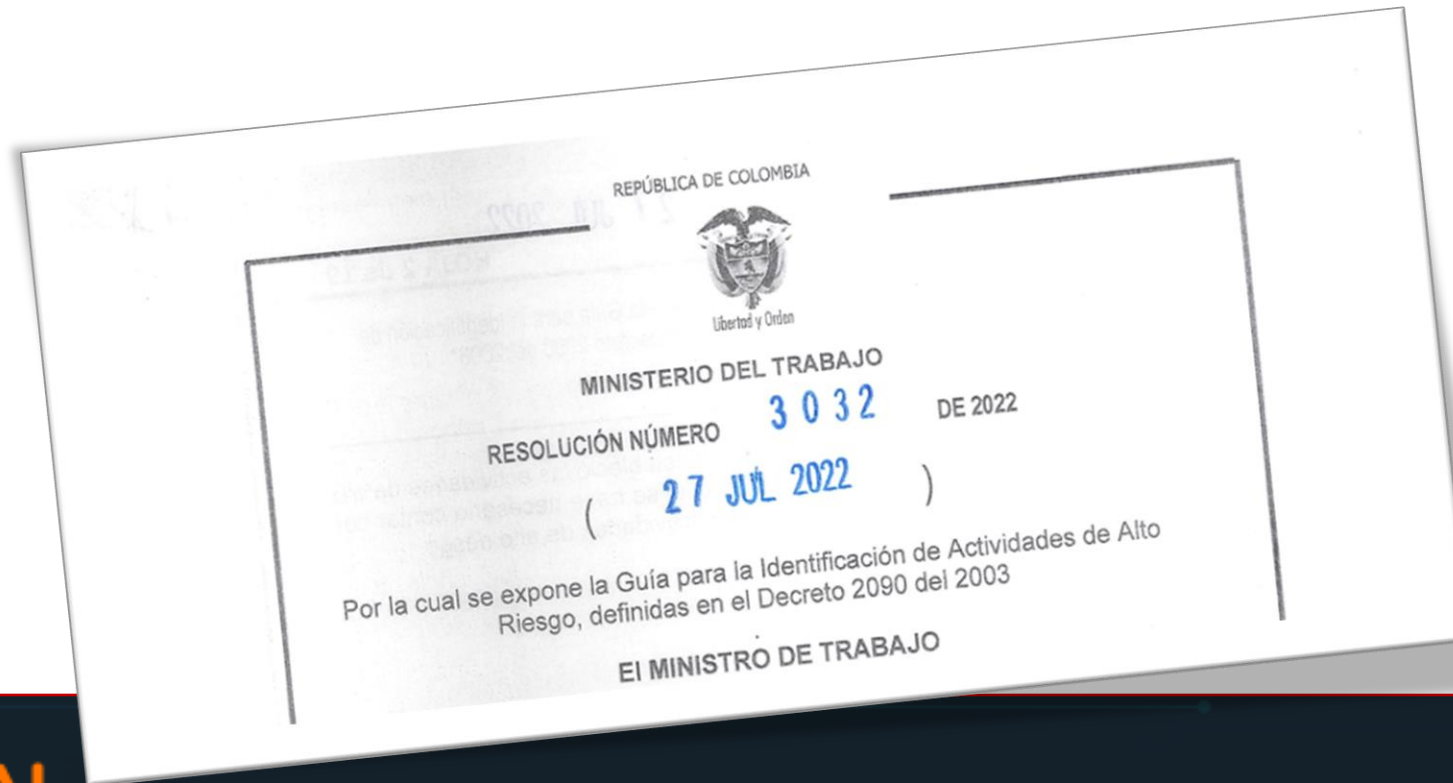 REPÚBLICA DE COLOMBIA
Libertad y Orden
MINISTERIO DEL TRABAJO
RESOLUCIÓN NÚMERO 3032 DE 2022
( 27 JUL 2022 )
Por la cual se expone la Guía para la Identificación de Actividades de Alto
Riesgo, definidas en el Decreto 2090 del 2003
El MINISTRO DE TRABAJO